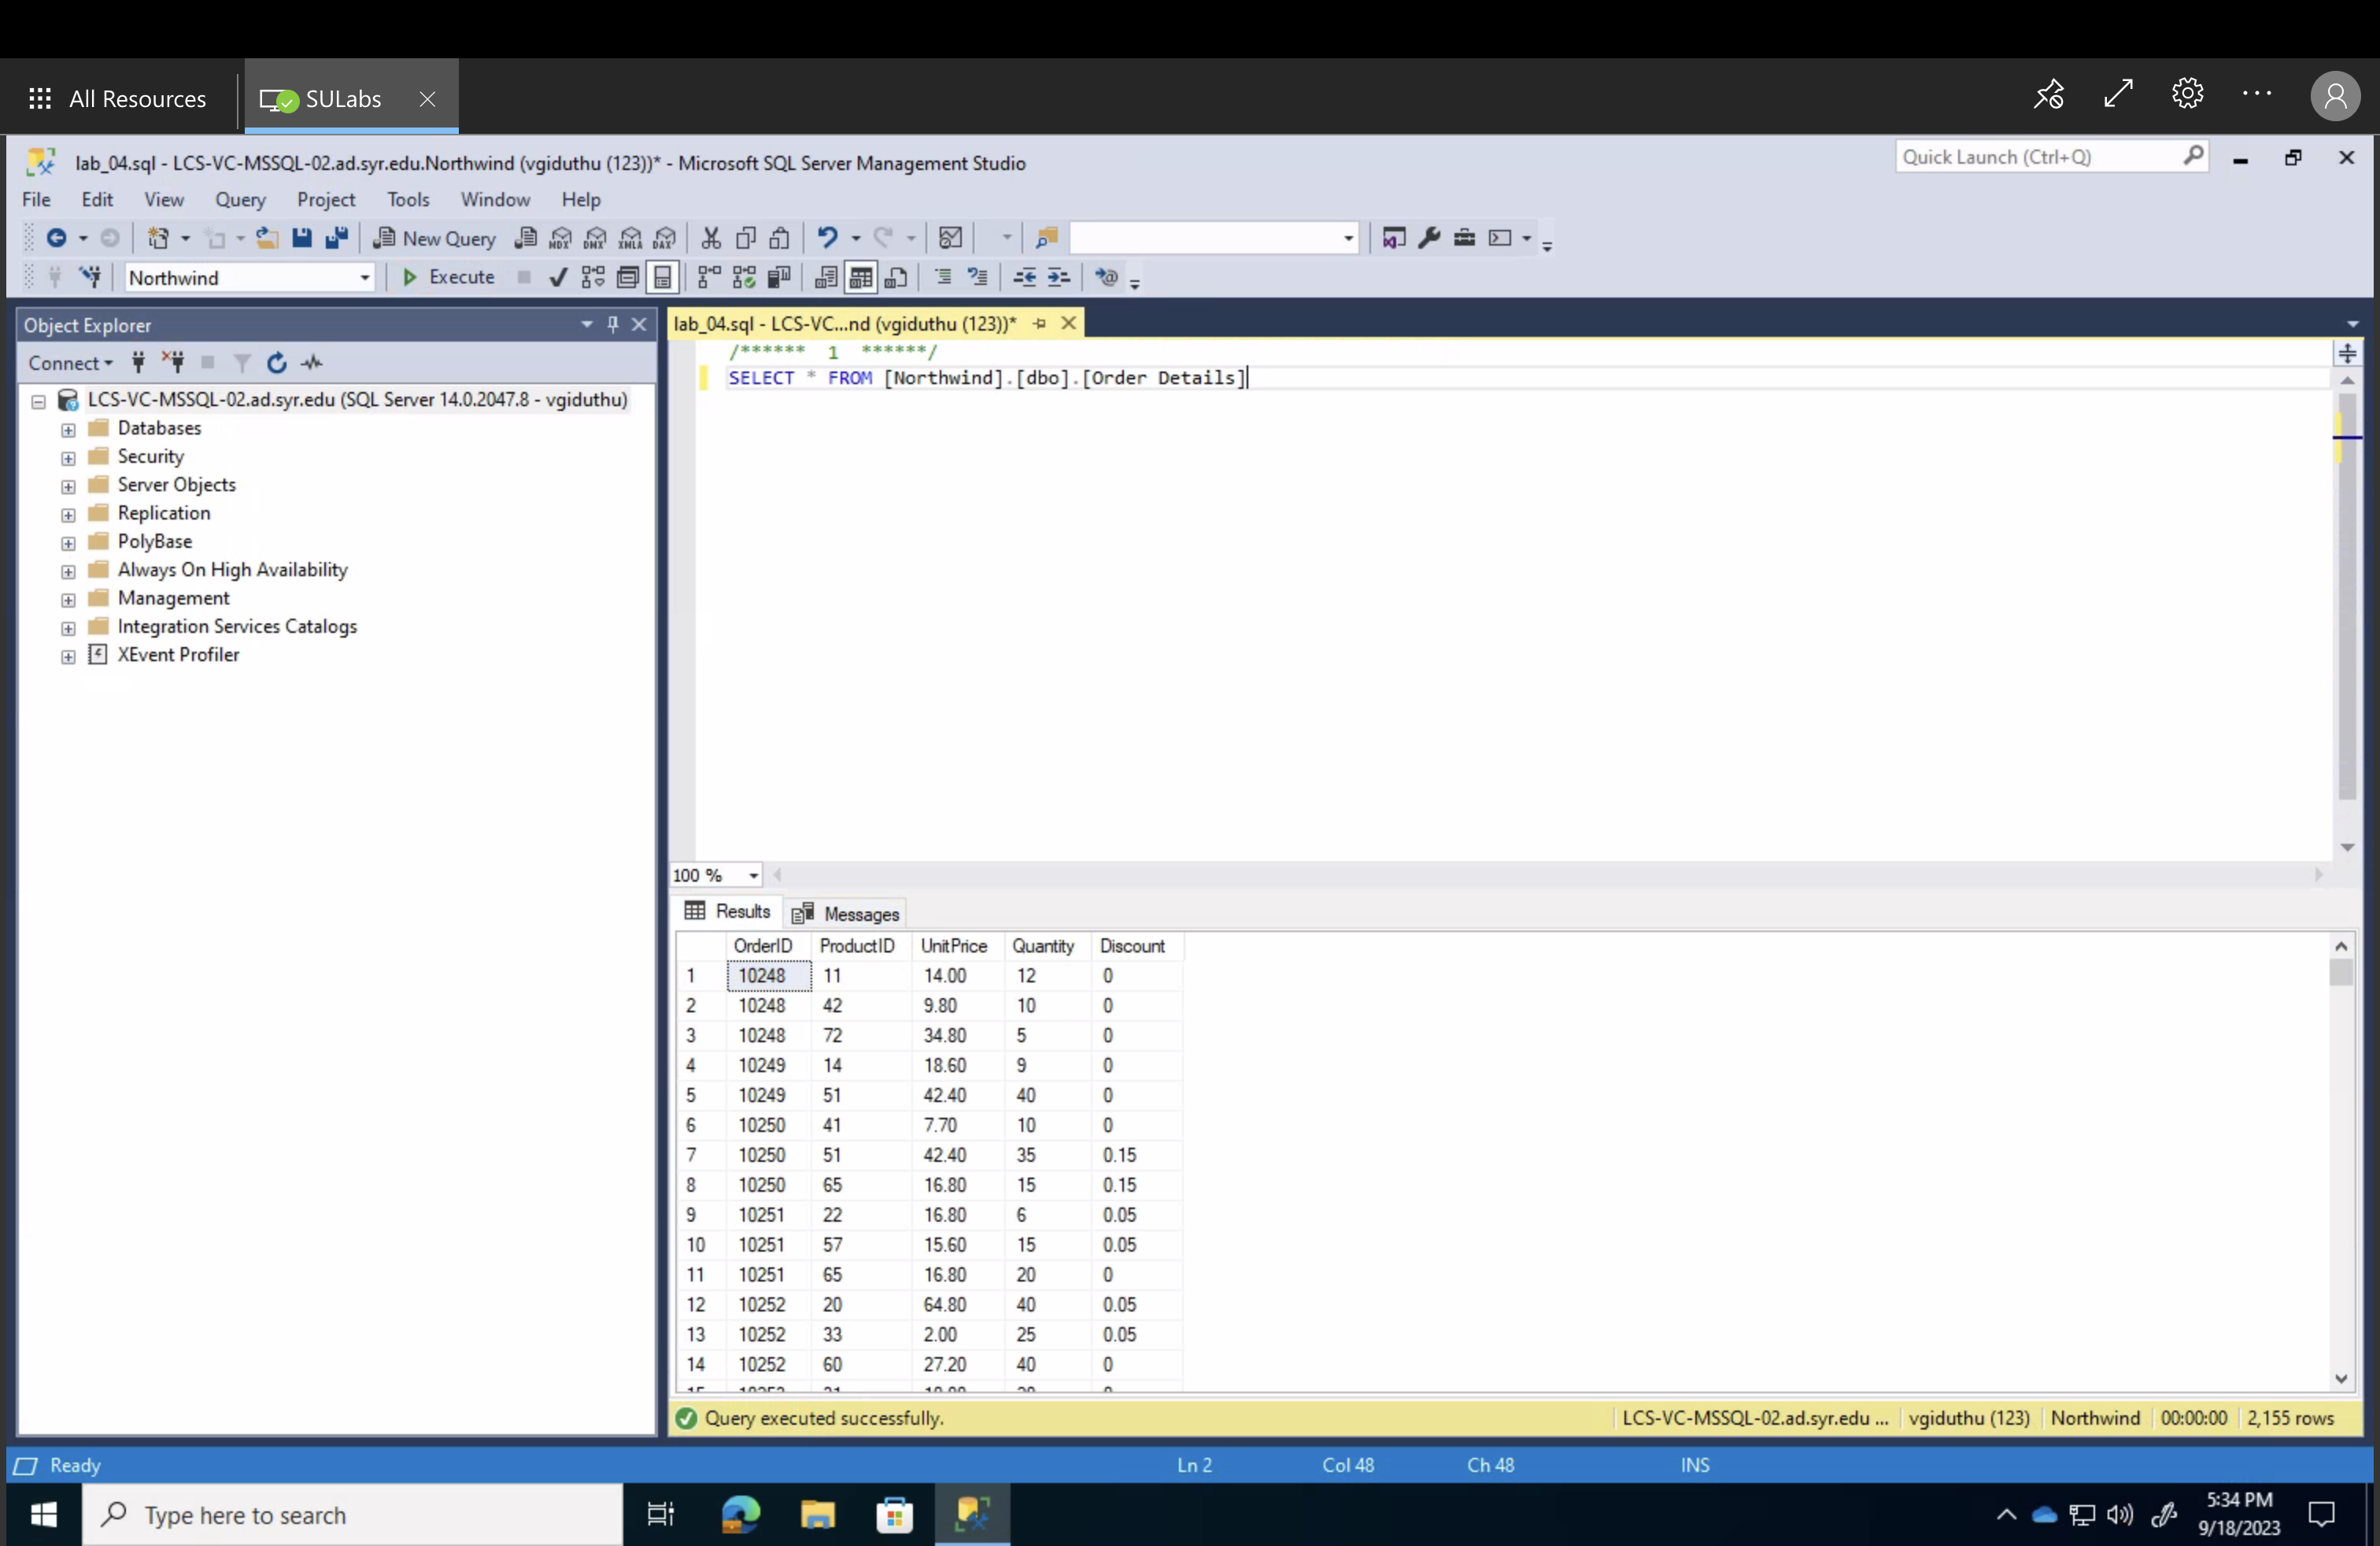 All Resources
SULabs
lab_04.sql - LCS-VC-MSSQL-02.ad.syr.edu.Northwind (vgiduthu (123))* - Microsoft SQL Server Management Studio
Quick Launch (Ctrl+Q)
File Edit View Query Project Tools Window Help
New Query MDX DMX XMLA DAX
Northwind Execute
Object Explorer
Connect
LCS-VC-MSSQL-02.ad.syr.edu (SQL Server 14.0.2047.8 - vgiduthu)
Databases
Security
Server Objects
Replication
PolyBase
Always On High Availability
Management
Integration Services Catalogs
XEvent Profiler
lab_04.sql - LCS-VC...nd (vgiduthu (123))*
/****** 1 ******/
SELECT * FROM [Northwind].[dbo].[Order Details]
100 %
Results Messages
OrderID ProductID UnitPrice Quantity Discount
1 10248 11 14.00 12 0
2 10248 42 9.80 10 0
3 10248 72 34.80 5 0
4 10249 14 18.60 9 0
5 10249 51 42.40 40 0
6 10250 41 7.70 10 0
7 10250 51 42.40 35 0.15
8 10250 65 16.80 15 0.15
9 10251 22 16.80 6 0.05
10 10251 57 15.60 15 0.05
11 10251 65 16.80 20 0
12 10252 20 64.80 40 0.05
13 10252 33 2.00 25 0.05
14 10252 60 27.20 40 0
Query executed successfully. LCS-VC-MSSQL-02.ad.syr.edu ... vgiduthu (123) Northwind 00:00:00 2,155 rows
Ready Ln 2 Col 48 Ch 48 INS
Type here to search
5:34 PM
9/18/2023